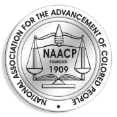 NATIONAL ASSOCIATION FOR THE ADVANCEMENT OF COLORED PEOPLE
NAACP
FOUNDED
1909